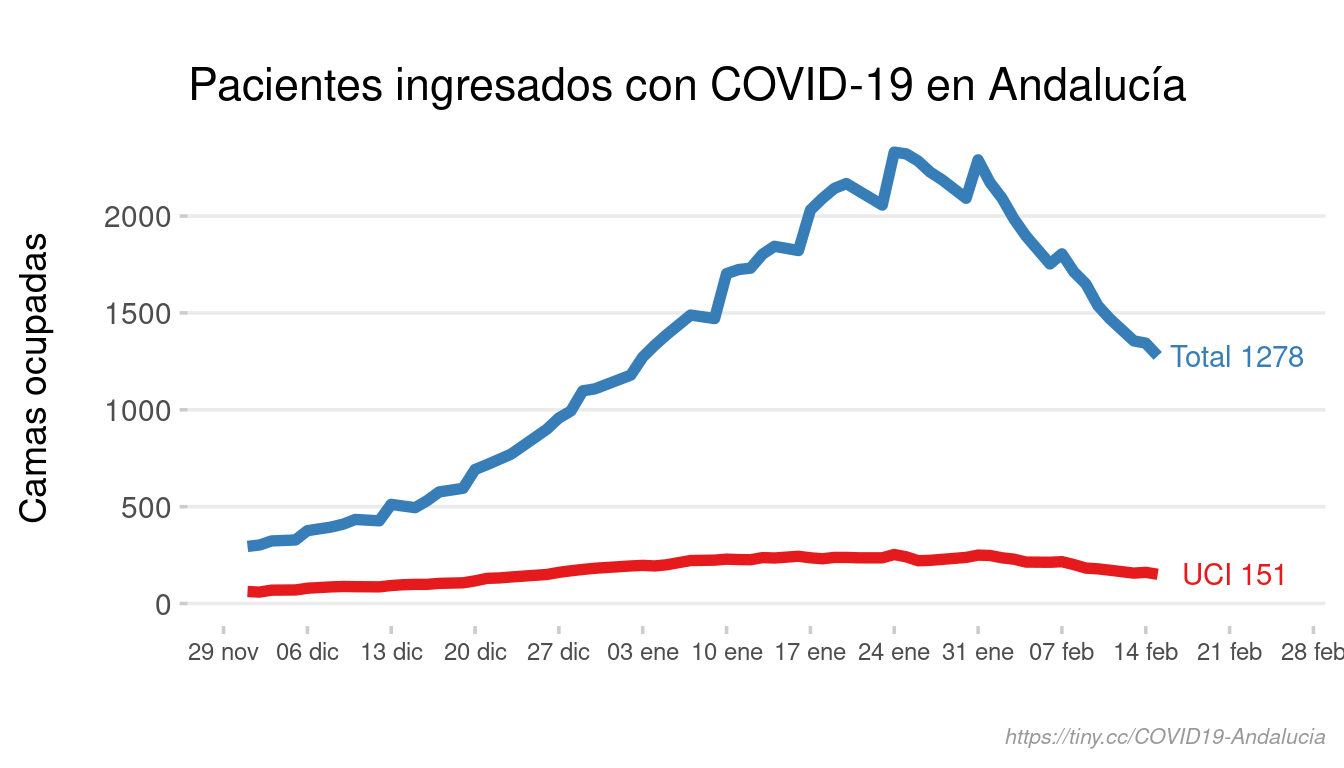 Pacientes ingresados con COVID-19 en Andalucía
Camas ocupadas
2000
1500
1000
500
0
Total 1278
UCI 151
29 nov 06 dic 13 dic 20 dic 27 dic 03 ene 10 ene 17 ene 24 ene 31 ene 07 feb 14 feb 21 feb 28 feb
https://tiny.cc/COVID19-Andalucia